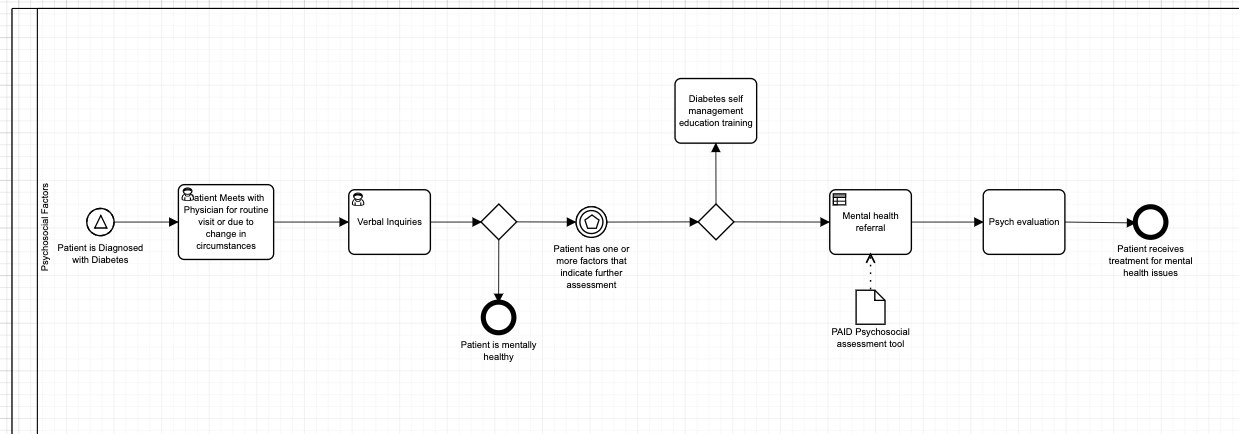 Psychosocial Factors
Patient is Diagnosed
with Diabetes
Patient Meets with
Physician for routine
visit or due to
change in
circumstances
Verbal Inquiries
Patient is mentally
healthy
Patient has one or
more factors that
indicate further
assessment
Diabetes self
management
education training
Mental health
referral
PAID Psychosocial
assessment tool
Psych evaluation
Patient receives
treatment for mental
health issues